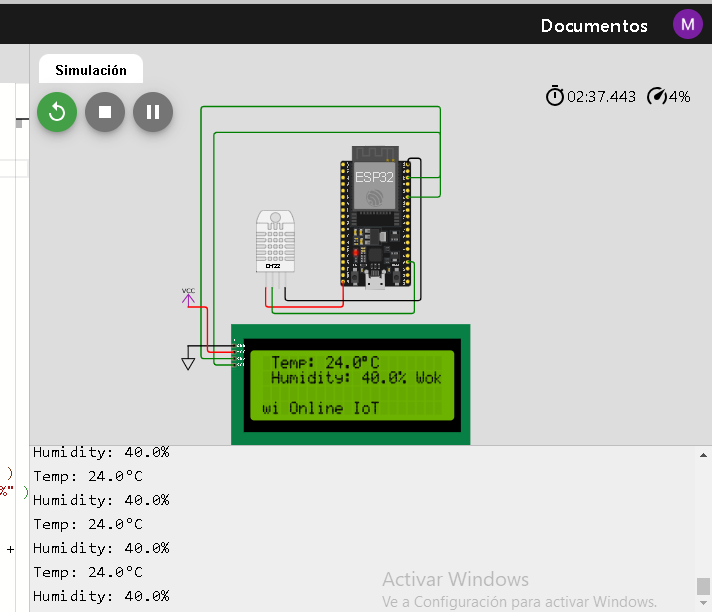 Documentos
M
Simulación
02:37.443 4%
ESP32
DHT22
VCC
Temp: 24.0°C
Humidity: 40.0% Wok
wi Online IoT
Humidity: 40.0%
Temp: 24.0°C
)
%" )
Humidity: 40.0%
Temp: 24.0°C
+
Humidity: 40.0%
Temp: 24.0°C
Humidity: 40.0%
Activar Windows
Ve a Configuración para activar Windows.